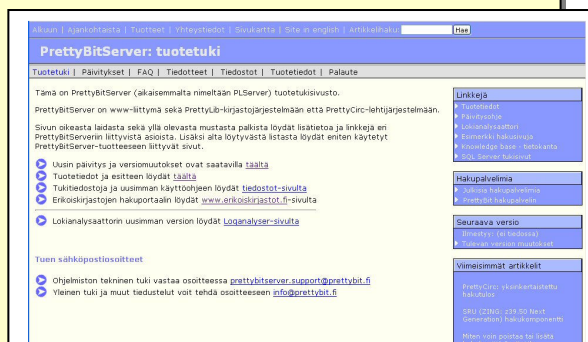 Alkuun | Ajankohtaista | Tuotteet | Yhteystiedot | Sivukartta | Site in english | Artikkelihaku: Hae
PrettyBitServer: tuotetuki
Tuotetuki | Päivitykset | FAQ | Tiedotteet | Tiedostot | Tuotetiedot | Palaute
Tämä on PrettyBitServer (aikaisemmalta nimeltään PLServer) tuotetukisivusto.
PrettyBitServer on www-liittymä sekä PrettyLib-kirjastojärjestelmään että PrettyCirc-lehtijärjestelmään.
Sivun oikeasta laidasta sekä yllä olevasta mustasta palkista löydät lisätietoa ja linkkejä eri
PrettyBitServeriin liittyvistä asioista. Lisäksi alta löytyvästä listasta löydät eniten käytetyt
PrettyBitServer-tuotteeseen liittyvät sivut.
Uusin päivitys ja versiomuutokset ovat saatavilla täältä
Tuotetiedot ja esitteen löydät täältä
Tukitiedostoja ja uusimman käyttöohjeen löydät tiedostot-sivulta
Erikoiskirjastojen hakuportaalin löydät www.erikoiskirjastot.fi-sivulta
Lokianalysaattorin uusimman version löydät Loganalyser-sivulta
Tuen sähköpostiosoitteet
Ohjelmiston tekninen tuki vastaa osoitteessa prettybitserver.support@prettybit.fi
Yleinen tuki ja muut tiedustelut voit tehdä osoitteeseen info@prettybit.fi
Linkkejä
Tuotetiedot
Päivitysohje
Lokianalysaattori
Esimerkki hakusivuja
Knowledge base - tietokanta
SQL Server tukisivut
Hakupalvelimia
Julkisia hakupalvelimia
PrettyBit hakupalvelin
Seuraava versio
Ilmestyy: (ei tiedossa)
Tulevan version muutokset
Viimeisimmät artikkelit
PrettyCirc: yksinkertaistettu
hakutulos
SRU (ZING: z39.50 Next
Generation) hakukomponentti
Miten voin poistaa tai lisätä